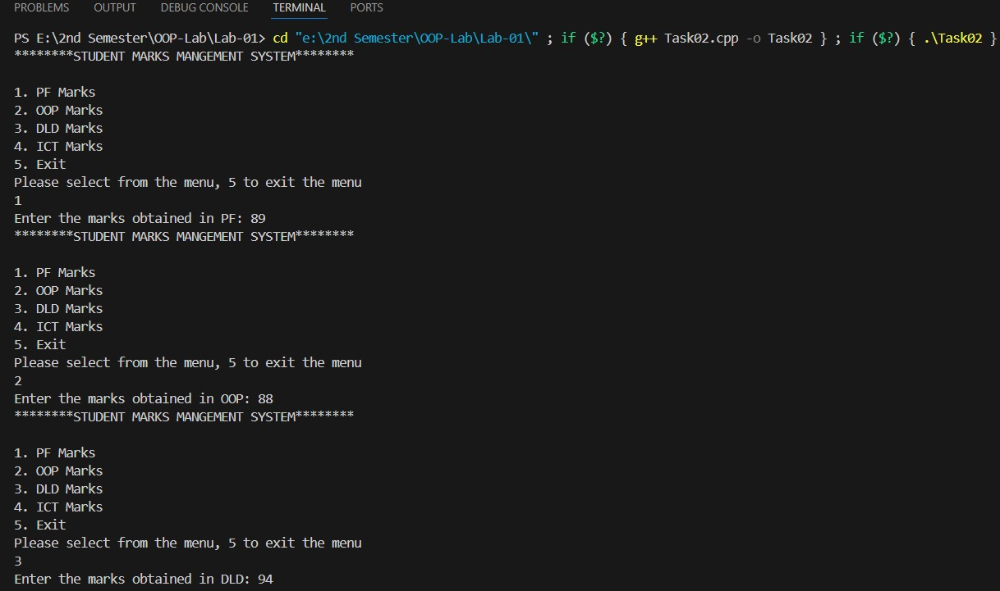 PROBLEMS OUTPUT DEBUG CONSOLE TERMINAL PORTS
PS E:\2nd Semester\OOP-Lab\Lab-01> cd "e:\2nd Semester\OOP-Lab\Lab-01\" ; if ($?) { g++ Task02.cpp -o Task02 } ; if ($?) { .\Task02 }
********STUDENT MARKS MANGEMENT SYSTEM********
1. PF Marks
2. OOP Marks
3. DLD Marks
4. ICT Marks
5. Exit
Please select from the menu, 5 to exit the menu
1
Enter the marks obtained in PF: 89
********STUDENT MARKS MANGEMENT SYSTEM********
1. PF Marks
2. OOP Marks
3. DLD Marks
4. ICT Marks
5. Exit
Please select from the menu, 5 to exit the menu
2
Enter the marks obtained in OOP: 88
********STUDENT MARKS MANGEMENT SYSTEM********
1. PF Marks
2. OOP Marks
3. DLD Marks
4. ICT Marks
5. Exit
Please select from the menu, 5 to exit the menu
3
Enter the marks obtained in DLD: 94